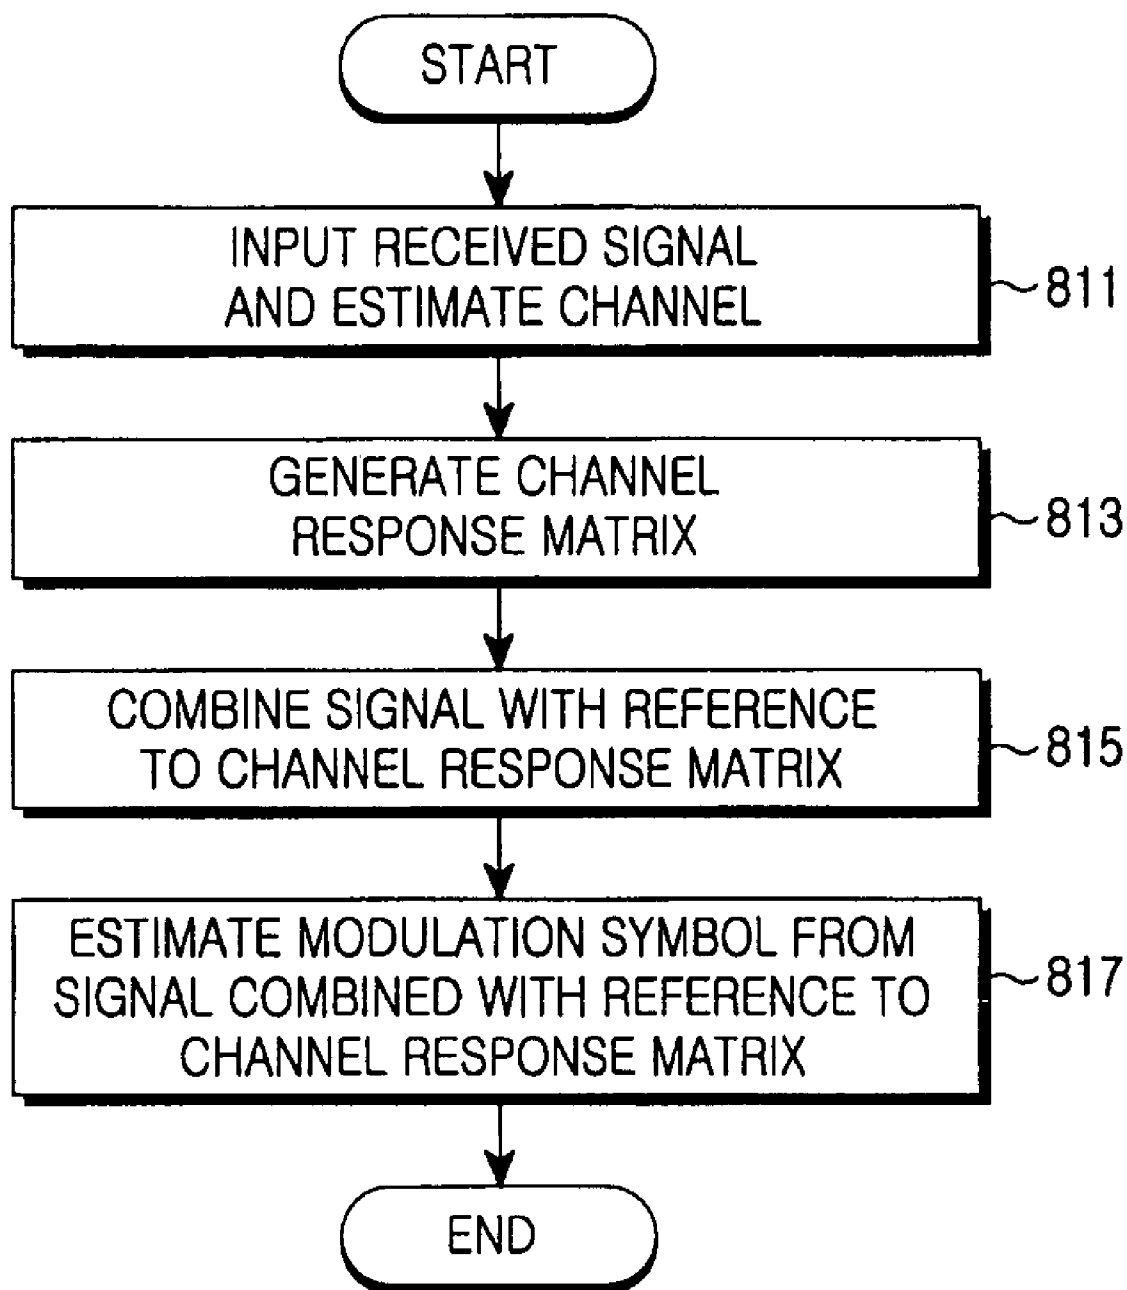 START
INPUT RECEIVED SIGNAL
AND ESTIMATE CHANNEL
811
GENERATE CHANNEL
RESPONSE MATRIX
813
COMBINE SIGNAL WITH REFERENCE
TO CHANNEL RESPONSE MATRIX
815
ESTIMATE MODULATION SYMBOL FROM
SIGNAL COMBINED WITH REFERENCE TO
CHANNEL RESPONSE MATRIX
817
END